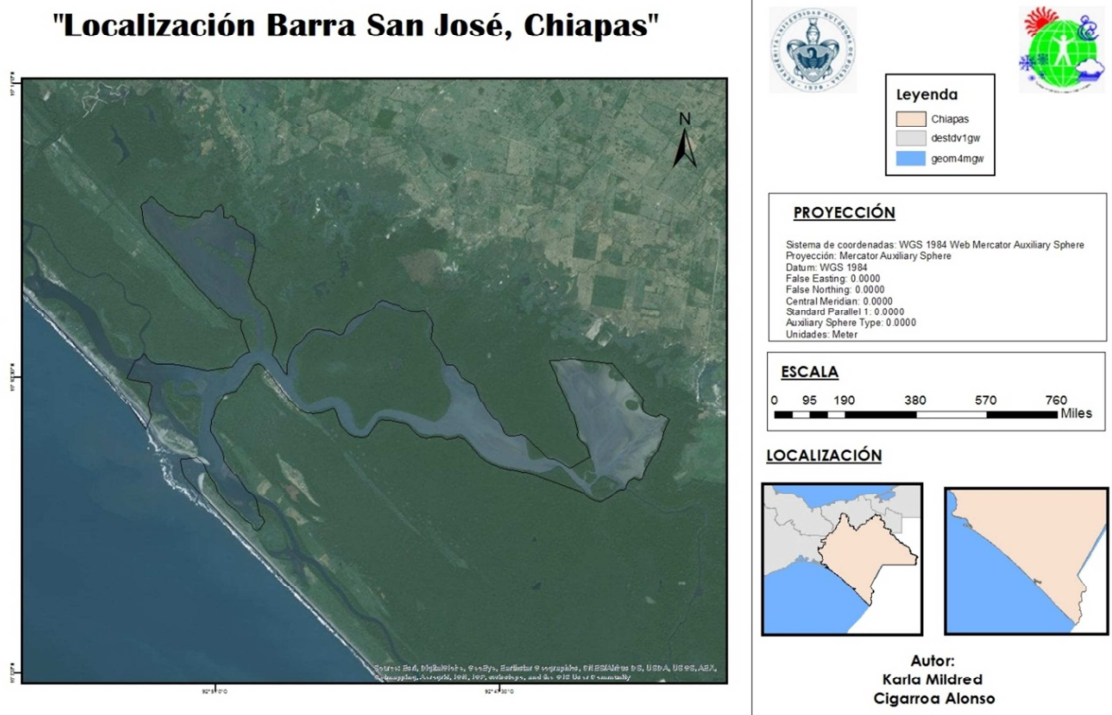 "Localización Barra San José, Chiapas"
N
Leyenda
Chiapas
destdv1gw
geom4mgw
PROYECCIÓN
Sistema de coordenadas: WGS 1984 Web Mercator Auxiliary Sphere
Proyección: Mercator Auxiliary Sphere
Datum: WGS 1984
False Easting: 0.0000
False Northing: 0.0000
Central Meridian: 0.0000
Standard Parallel 1: 0.0000
Auxiliary Sphere Type: 0.0000
Unidades: Meter
ESCALA
0 95 190 380 570 760
Miles
LOCALIZACIÓN
Autor:
Karla Mildred
Cigarroa Alonso